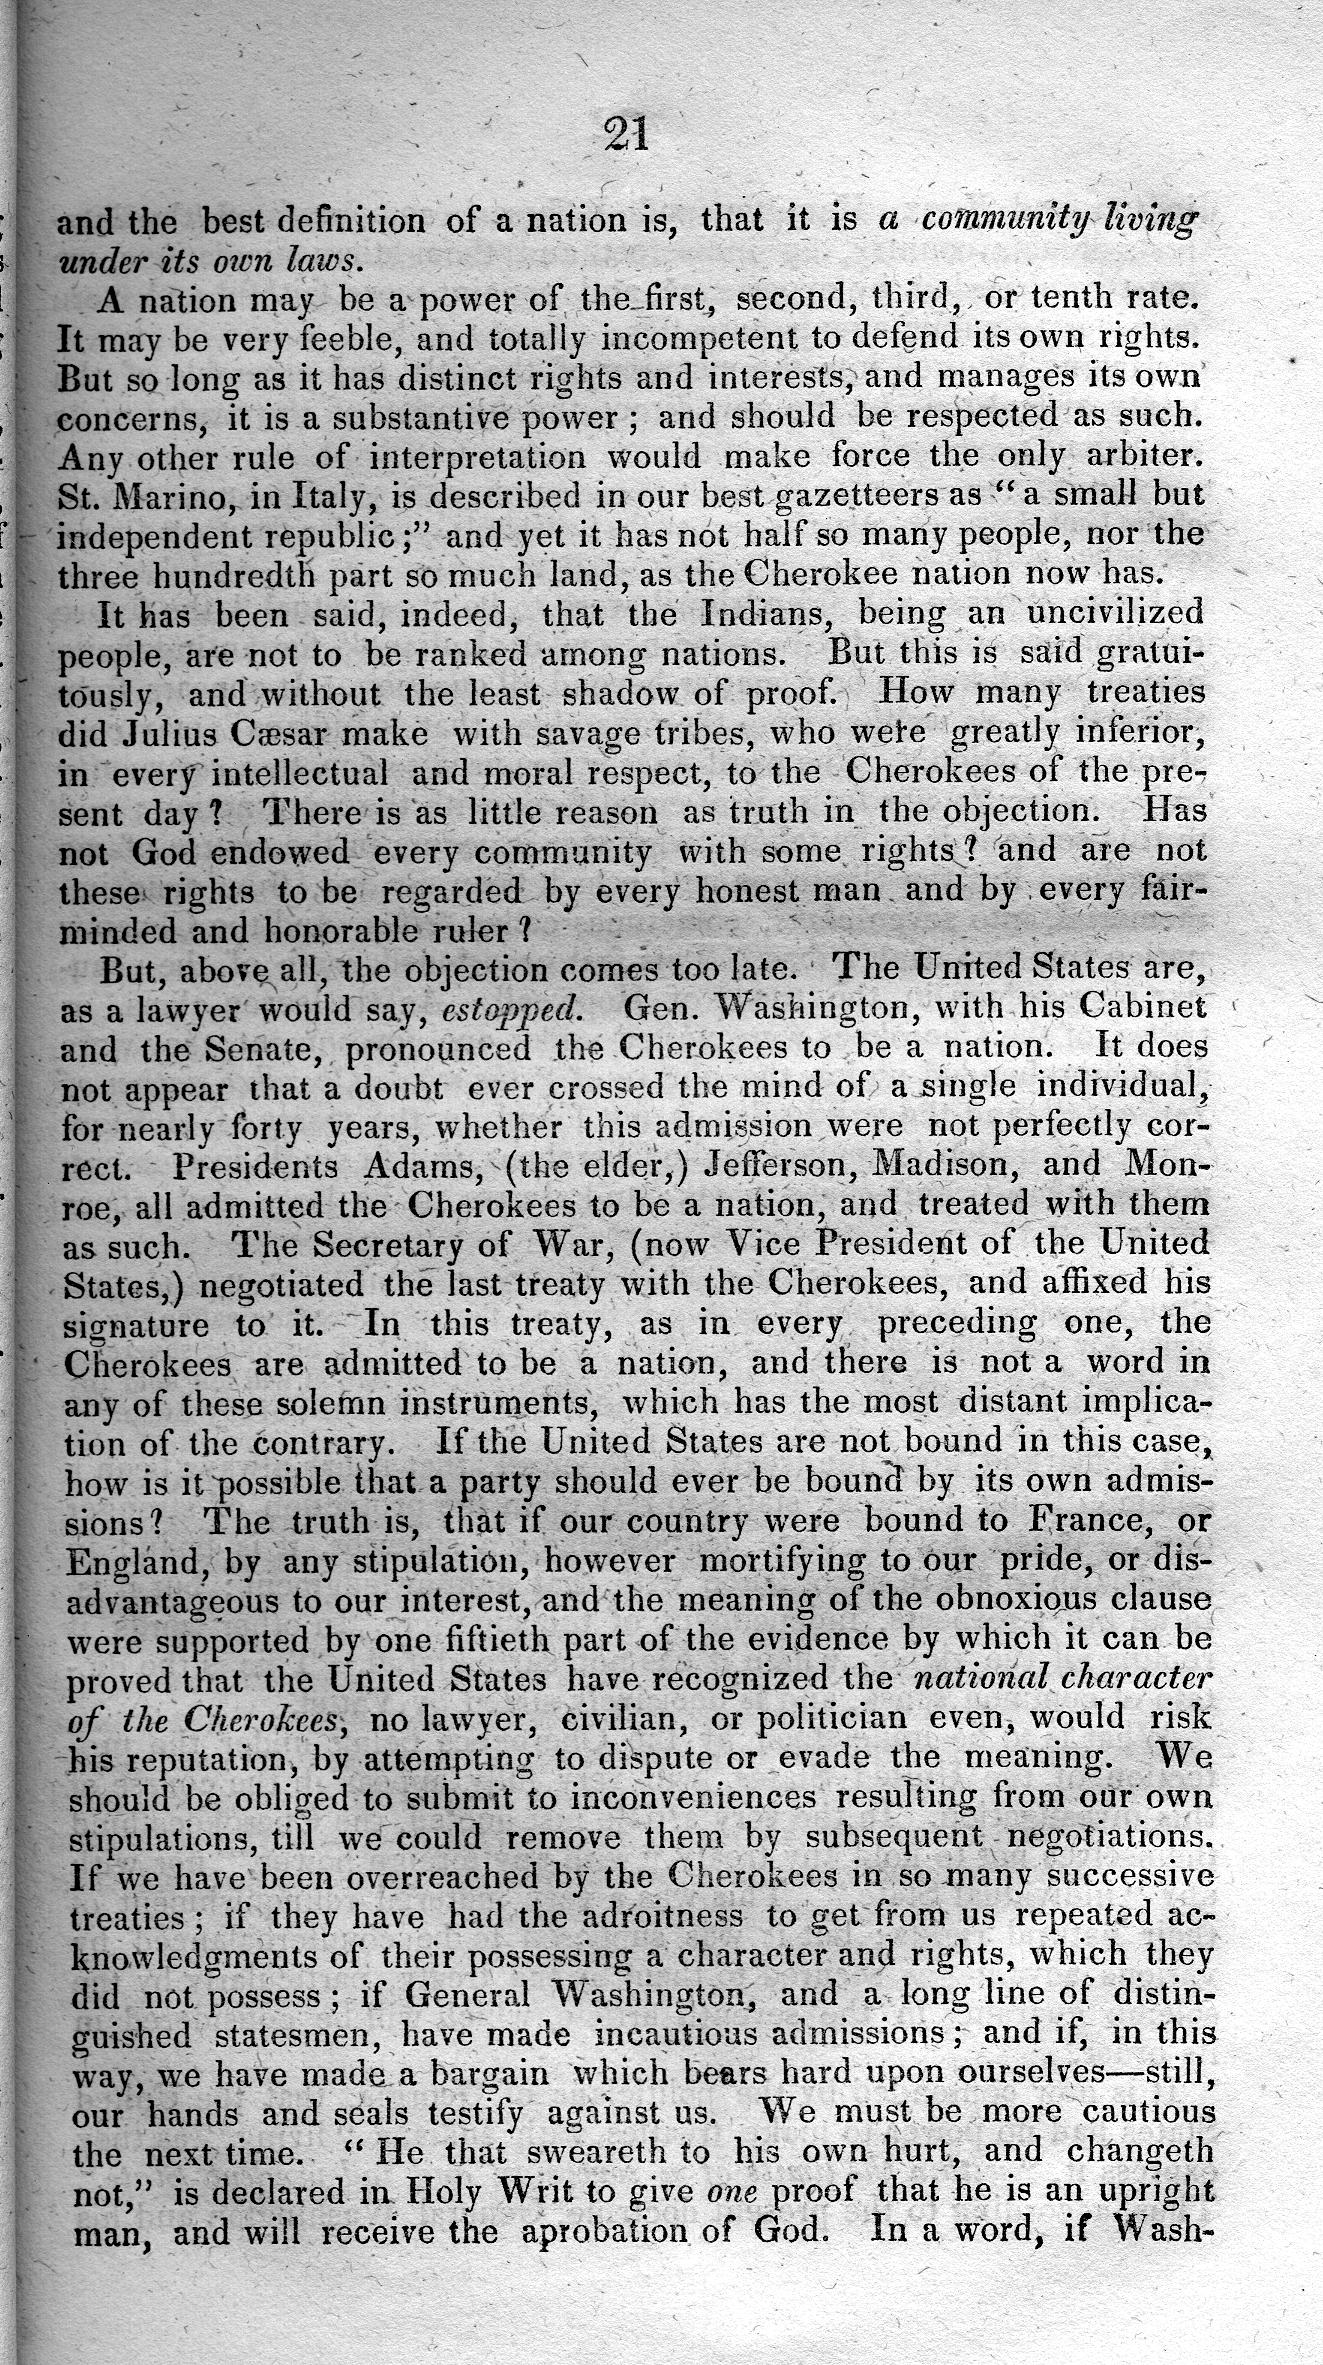 21
and the best definition of a nation is, that it is a community living
under its own laws.
A nation may be a power of the first, second, third, or tenth rate.
It may be very feeble, and totally incompetent to defend its own rights.
But so long as it has distinct rights and interests, and manages its own
concerns, it is a substantive power; and should be respected as such.
Any other rule of interpretation would make force the only arbiter.
St. Marino, in Italy, is described in our best gazetteers as “a small but
independent republic;” and yet it has not half so many people, nor the
three hundredth part so much land, as the Cherokee nation now has.
It has been said, indeed, that the Indians, being an uncivilized
people, are not to be ranked among nations. But this is said gratui-
tously, and without the least shadow of proof. How many treaties
did Julius Cæsar make with savage tribes, who were greatly inferior,
in every intellectual and moral respect, to the Cherokees of the pre-
sent day? There is as little reason as truth in the objection. Has
not God endowed every community with some rights? and are not
these rights to be regarded by every honest man and by every fair-
minded and honorable ruler?
But, above all, the objection comes too late. The United States are,
as a lawyer would say, estopped. Gen. Washington, with his Cabinet
and the Senate, pronounced the Cherokees to be a nation. It does
not appear that a doubt ever crossed the mind of a single individual,
for nearly forty years, whether this admission were not perfectly cor-
rect. Presidents Adams, (the elder,) Jefferson, Madison, and Mon-
roe, all admitted the Cherokees to be a nation, and treated with them
as such. The Secretary of War, (now Vice President of the United
States,) negotiated the last treaty with the Cherokees, and affixed his
signature to it. In this treaty, as in every preceding one, the
Cherokees are admitted to be a nation, and there is not a word in
any of these solemn instruments, which has the most distant implica-
tion of the contrary. If the United States are not bound in this case,
how is it possible that a party should ever be bound by its own admis-
sions? The truth is, that if our country were bound to France, or
England, by any stipulation, however mortifying to our pride, or dis-
advantageous to our interest, and the meaning of the obnoxious clause
were supported by one fiftieth part of the evidence by which it can be
proved that the United States have recognized the national character
of the Cherokees, no lawyer, civilian, or politician even, would risk
his reputation, by attempting to dispute or evade the meaning. We
should be obliged to submit to inconveniences resulting from our own
stipulations, till we could remove them by subsequent negotiations.
If we have been overreached by the Cherokees in so many successive
treaties; if they have had the adroitness to get from us repeated ac-
knowledgments of their possessing a character and rights, which they
did not possess; if General Washington, and a long line of distin-
guished statesmen, have made incautious admissions; and if, in this
way, we have made a bargain which bears hard upon ourselves—still,
our hands and seals testify against us. We must be more cautious
the next time. “He that sweareth to his own hurt, and changeth
not,” is declared in Holy Writ to give one proof that he is an upright
man, and will receive the aprobation of God. In a word, if Wash-